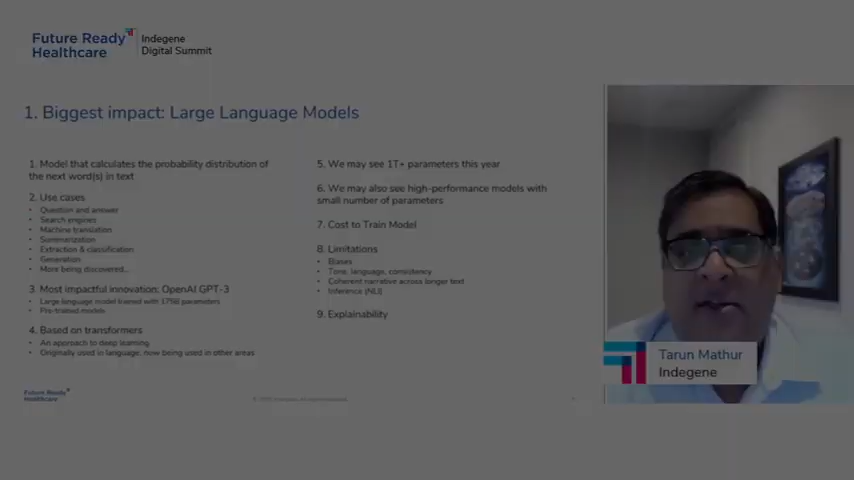 Future Ready
Healthcare
Indegene
Digital Summit
1. Biggest impact: Large Language Models
1. Model that calculates the probability distribution of
the next word(s) in text
2. Use cases
• Question and answer
• Search engines
• Machine translation
• Summarization
• Extraction & classification
• Generation
• More being discovered...
3. Most impactful innovation: OpenAI GPT-3
• Large language model trained with 175B parameters
• Pre-trained models
4. Based on transformers
• An approach to deep learning
• Originally used in language, now being used in other areas
5. We may see 1T+ parameters this year
6. We may also see high-performance models with
small number of parameters
7. Cost to Train Model
8. Limitations
• Biases
• Tone, language, consistency
• Coherent narrative across longer text
• Inference (NLI)
9. Explainability
Tarun Mathur
Indegene
Future Ready
Healthcare